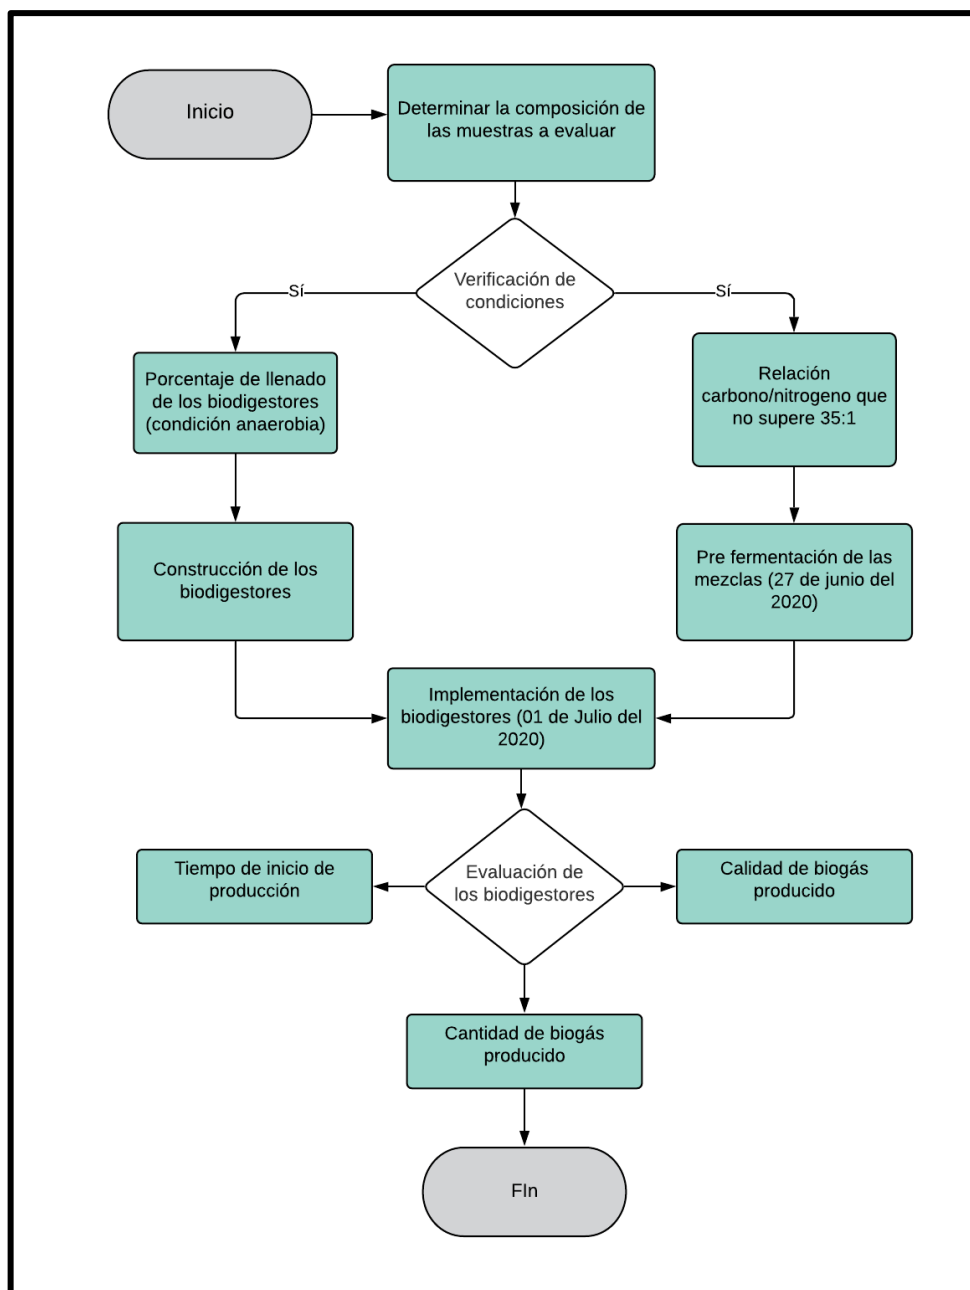 Inicio
Determinar la composición de
las muestras a evaluar
Verificación de
condiciones
Sí
Sí
Porcentaje de llenado
de los biodigestores
(condición anaerobia)
Relación
carbono/nitrogeno que
no supere 35:1
Construcción de los
biodigestores
Pre fermentación de las
mezclas (27 de junio del
2020)
Implementación de los
biodigestores (01 de Julio del
2020)
Tiempo de inicio de
producción
Evaluación de
los biodigestores
Calidad de biogás
producido
Cantidad de biogás
producido
FIn